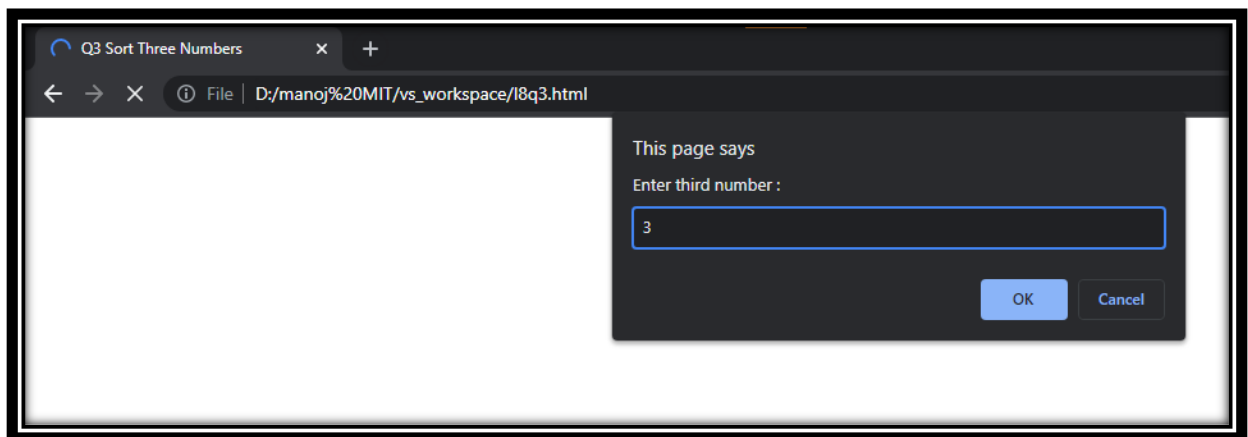 Q3 Sort Three Numbers
File | D:/manoj%20MIT/vs_workspace/l8q3.html
This page says
Enter third number :
3
OK Cancel